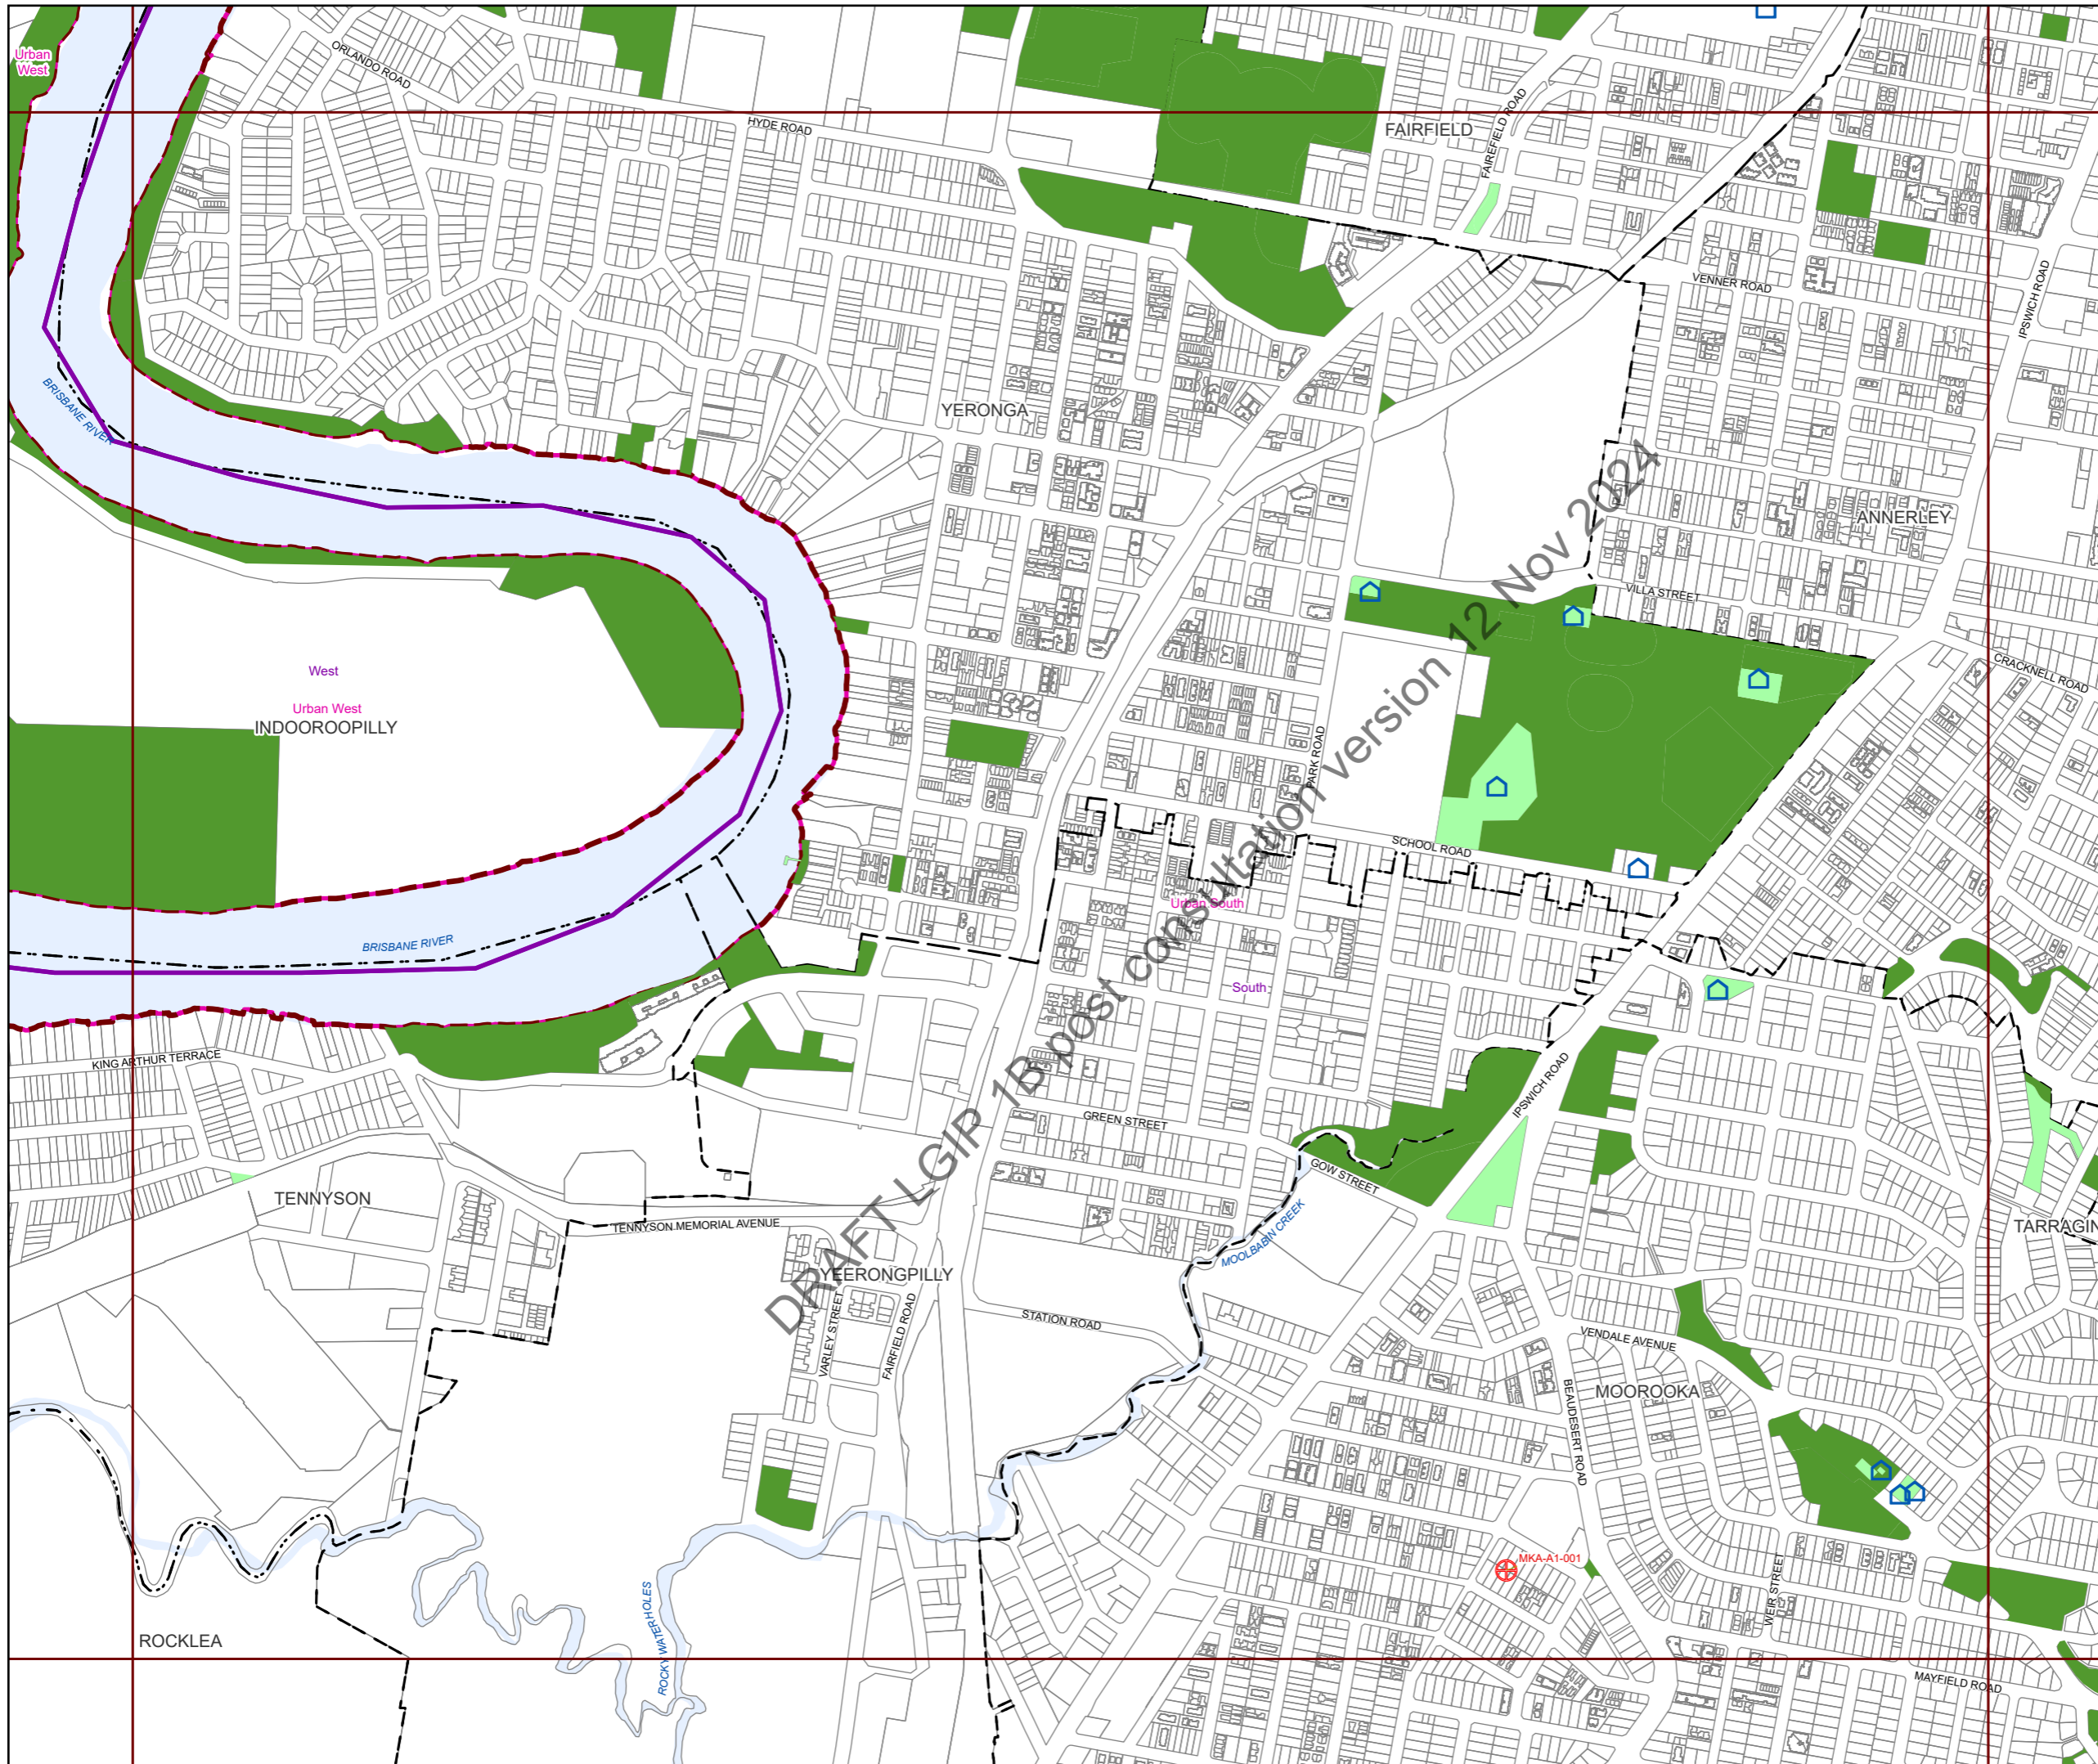 Urban
West
ORLANDO ROAD
HYDE ROAD
FAIRFIELD
FAIREFIELD ROAD
VENNER ROAD
IPSWICH ROAD
BRISBANE RIVER
YERONGA
ANNERLEY
VILLA STREET
CRACKNELL ROAD
West
Urban West
INDOOROOPILLY
PARK ROAD
SCHOOL ROAD
Urban South
BRISBANE RIVER
South
KING ARTHUR TERRACE
IPSWICH ROAD
GREEN STREET
GOW STREET
TENNYSON
TENNYSON MEMORIAL AVENUE
MOOLBABIN CREEK
TARRAGIN
YEERONGPILLY
VARLEY STREET
FAIRFIELD ROAD
STATION ROAD
VENDALE AVENUE
BEAUDESERT ROAD
MOOROOKA
MKA-A1-001
WEIR STREET
ROCKY WATERHOLES
ROCKLEA
MAYFIELD ROAD
DRAFT LGIP 1B post consultation version 12 Nov 2024